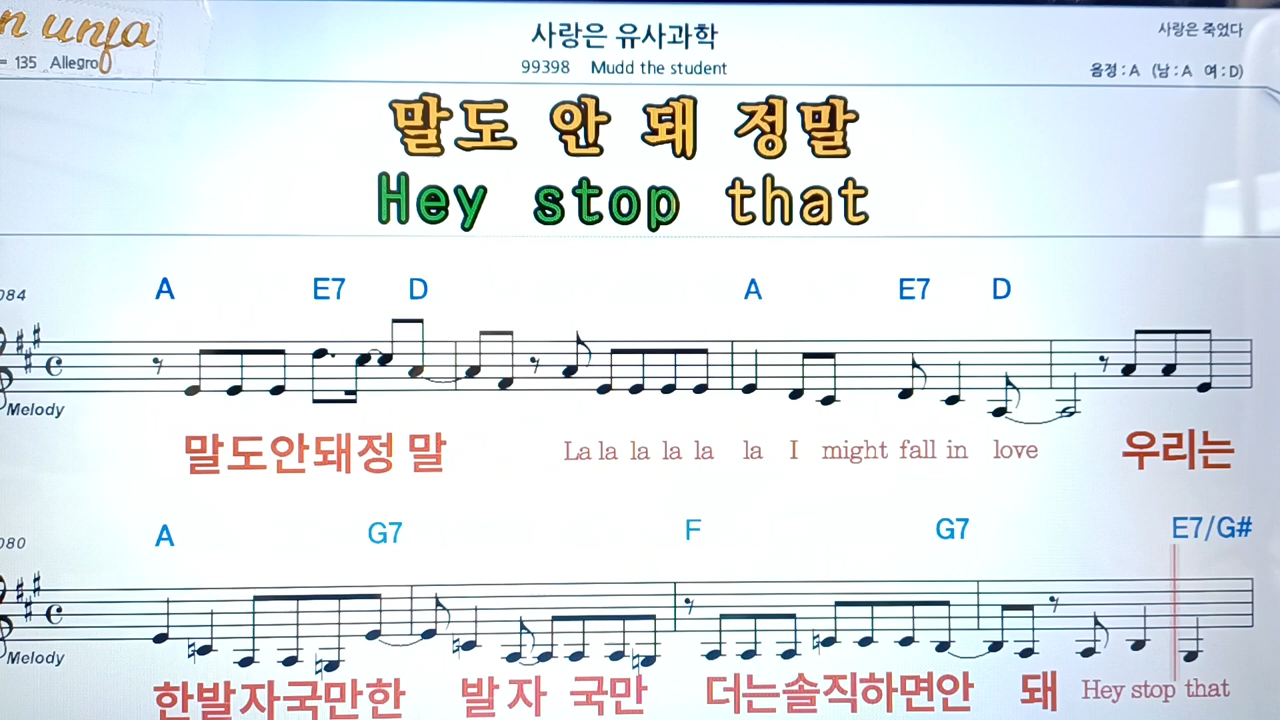 사랑은 유사과학
사랑은 죽었다
= 135 Allegro
99398 Mudd the student
음정 : A (남 : A 여 : D)
말도 안 돼 정말
Hey stop that
084
A E7 D A E7 D
Melody
말도안돼정 말 La la la la la la I might fall in love 우리는
080
A G7 F G7 E7/G#
Melody
한발자국만한 발자 국만 더는솔직하면안 돼 Hey stop that